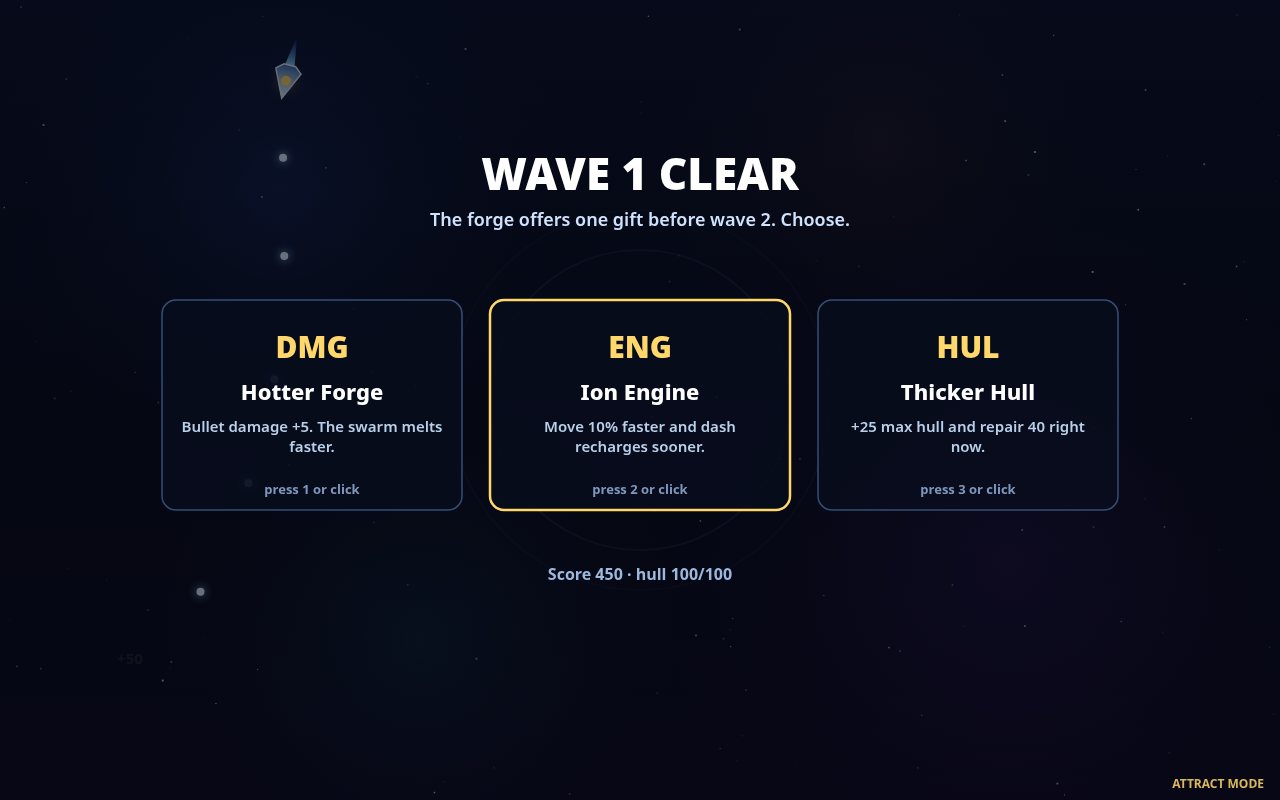 WAVE 1 CLEAR
The forge offers one gift before wave 2. Choose.
DMG
Hotter Forge
Bullet damage +5. The swarm melts
faster.
press 1 or click
ENG
Ion Engine
Move 10% faster and dash
recharges sooner.
press 2 or click
HUL
Thicker Hull
+25 max hull and repair 40 right
now.
press 3 or click
Score 450 · hull 100/100
+50
ATTRACT MODE